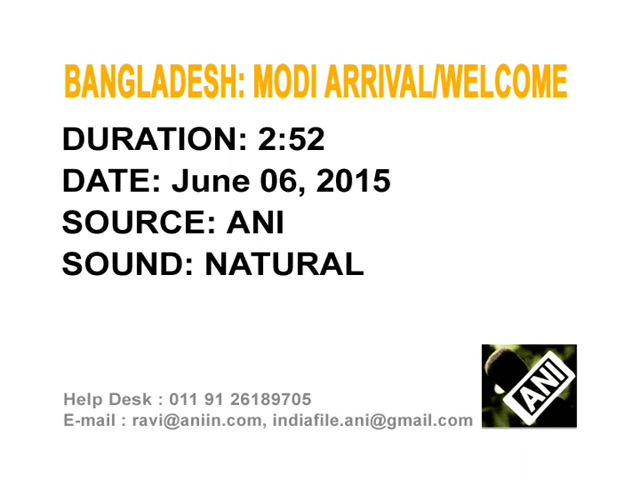 BANGLADESH: MODI ARRIVAL/WELCOME
DURATION: 2:52
DATE: June 06, 2015
SOURCE: ANI
SOUND: NATURAL
Help Desk : 011 91 26189705
E-mail : ravi@aniin.com, indiafile.ani@gmail.com
ANI